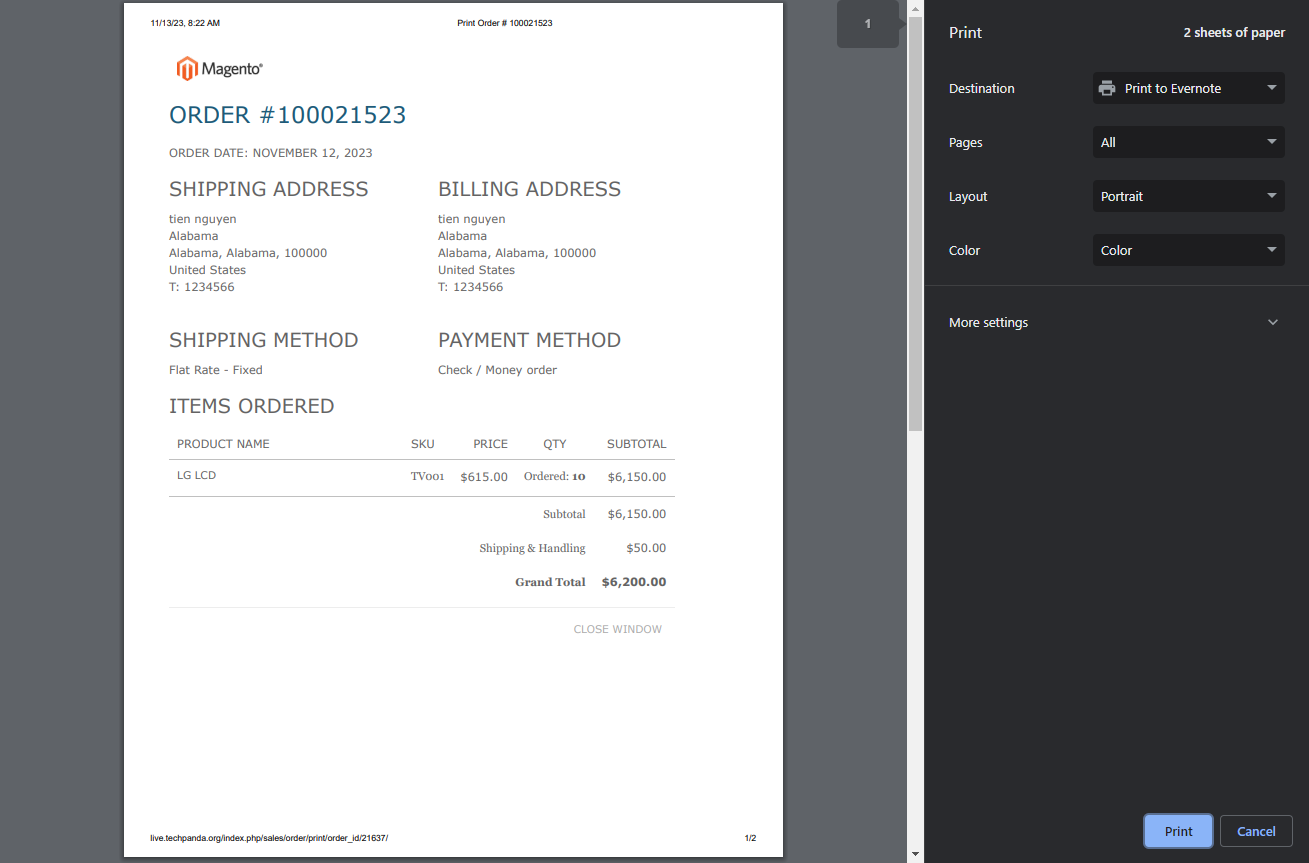 11/13/23, 8:22 AM Print Order # 100021523
Magento®
ORDER #100021523
ORDER DATE: NOVEMBER 12, 2023
SHIPPING ADDRESS
tien nguyen
Alabama
Alabama, Alabama, 100000
United States
T: 1234566
BILLING ADDRESS
tien nguyen
Alabama
Alabama, Alabama, 100000
United States
T: 1234566
SHIPPING METHOD
Flat Rate - Fixed
PAYMENT METHOD
Check / Money order
ITEMS ORDERED
PRODUCT NAME SKU PRICE QTY SUBTOTAL
LG LCD TV001 $615.00 Ordered: 10 $6,150.00
Subtotal $6,150.00
Shipping & Handling $50.00
Grand Total $6,200.00
CLOSE WINDOW
live.techpanda.org/index.php/sales/order/print/order_id/21637/ 1/2
1
Print 2 sheets of paper
Destination Print to Evernote
Pages All
Layout Portrait
Color Color
More settings
Print Cancel